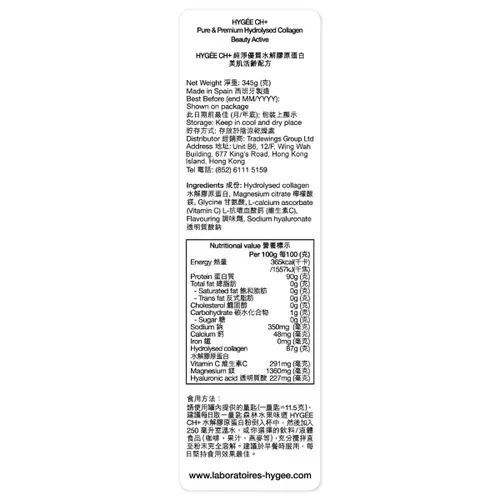 HYGÉE CH+
Pure & Premium Hydrolysed Collagen
Beauty Active
HYGÉE CH+ 純淨優質水解膠原蛋白
美肌活齡配方
Net Weight 淨重: 345g (克)
Made in Spain 西班牙製造
Best Before (end MM/YYYY):
Shown on package
此日期前最佳 (月/年底): 包裝上顯示
Storage: Keep in cool and dry place
貯存方式: 存放於陰涼乾燥處
Distributor 經銷商: Tradewings Group Ltd
Address 地址: Unit B6, 12/F, Wing Wah
Building, 677 King's Road, Hong Kong
Island, Hong Kong
Tel 電話: (852) 6111 5159
Ingredients 成份: Hydrolysed collagen
水解膠原蛋白, Magnesium citrate 檸檬酸
鎂, Glycine 甘氨酸, L-calcium ascorbate
(Vitamin C) L-抗壞血酸鈣 (維生素C),
Flavouring 調味劑, Sodium hyaluronate
透明質酸鈉
Nutritional value 營養標示
Per 100g 每100 (克)
Energy 熱量 365kcal(千卡)
/1557kJ(千焦)
Protein 蛋白質 90g (克)
Total fat 總脂肪 0g (克)
- Saturated fat 飽和脂肪 0g (克)
- Trans fat 反式脂肪 0g (克)
Cholesterol 膽固醇 0g (克)
Carbohydrate 碳水化合物 1g (克)
- Sugar 糖 0g (克)
Sodium 鈉 350mg (毫克)
Calcium 鈣 48mg (毫克)
Iron 鐵 0mg (毫克)
Hydrolysed collagen 87g (克)
水解膠原蛋白
Vitamin C 維生素C 291mg (毫克)
Magnesium 鎂 1360mg (毫克)
Hyaluronic acid 透明質酸 227mg (毫克)
食用方法:
請使用罐內提供的量匙(一量匙=11.5克),
建議每日取一量匙森林水果味道 HYGÉE
CH+ 水解膠原蛋白粉倒入杯中, 然後加入
250 毫升室溫水, 或你選擇的飲料/液體
食品(咖啡、果汁、燕麥等),充分攪拌直
至粉末完全溶解。建議於早餐時服用, 每
日堅持食用效果最佳。
www.laboratoires-hygee.com